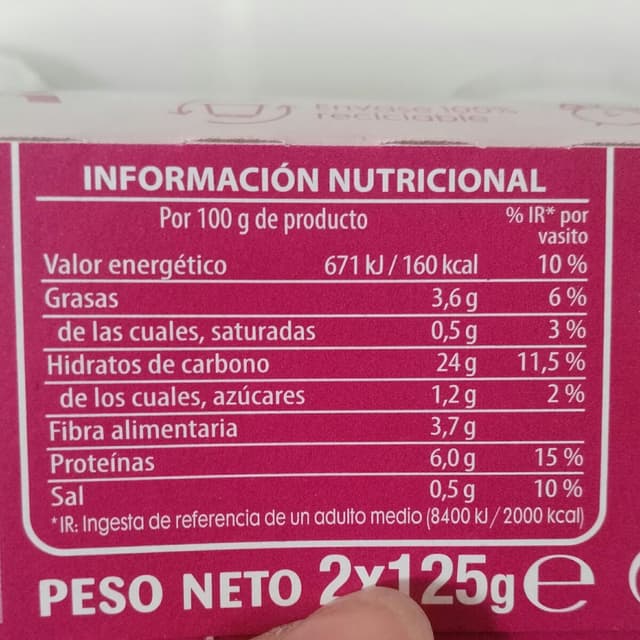 Envase 100%
reciclable
INFORMACIÓN NUTRICIONAL
Por 100 g de producto % IR* por vasito
Valor energético 671 kJ / 160 kcal 10 %
Grasas 3,6 g 6 %
de las cuales, saturadas 0,5 g 3 %
Hidratos de carbono 24 g 11,5 %
de los cuales, azúcares 1,2 g 2 %
Fibra alimentaria 3,7 g
Proteínas 6,0 g 15 %
Sal 0,5 g 10 %
*IR: Ingesta de referencia de un adulto medio (8400 kJ / 2000 kcal)
PESO NETO 2x125g e